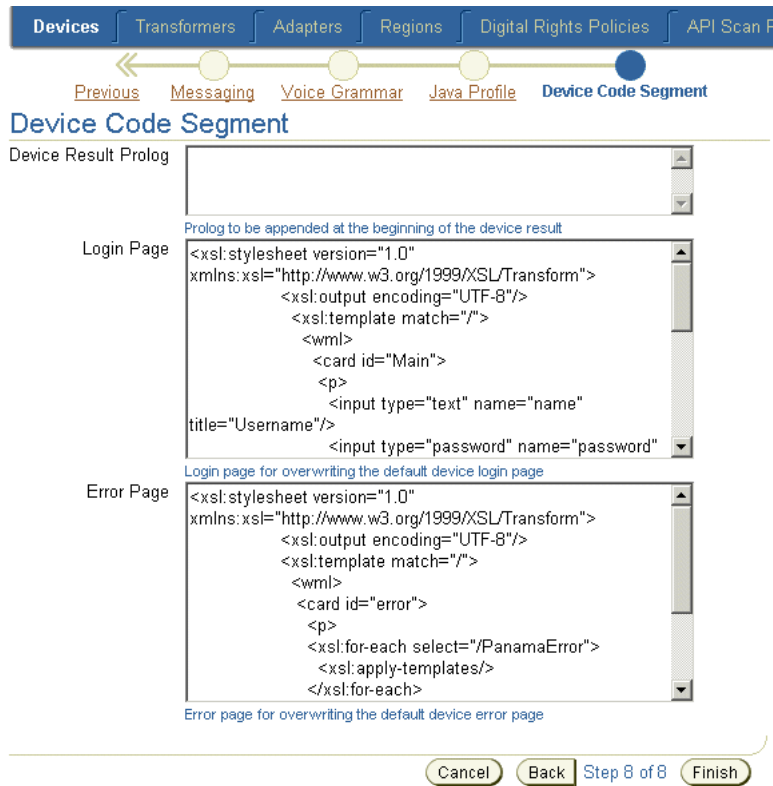 Devices Transformers Adapters Regions Digital Rights Policies API Scan
Previous Messaging Voice Grammar Java Profile Device Code Segment
Device Code Segment
Device Result Prolog
Prolog to be appended at the beginning of the device result
Login Page
<xsl:stylesheet version="1.0"
xmlns:xsl="http://www.w3.org/1999/XSL/Transform">
<xsl:output encoding="UTF-8"/>
<xsl:template match="/">
<wml>
<card id="Main">
<p>
<input type="text" name="name"
title="Username"/>
<input type="password" name="password"
Login page for overwriting the default device login page
Error Page
<xsl:stylesheet version="1.0"
xmlns:xsl="http://www.w3.org/1999/XSL/Transform">
<xsl:output encoding="UTF-8"/>
<xsl:template match="/">
<wml>
<card id="error">
<p>
<xsl:for-each select="/PanamaError">
<xsl:apply-templates/>
</xsl:for-each>
Error page for overwriting the default device error page
Cancel Back Step 8 of 8 Finish